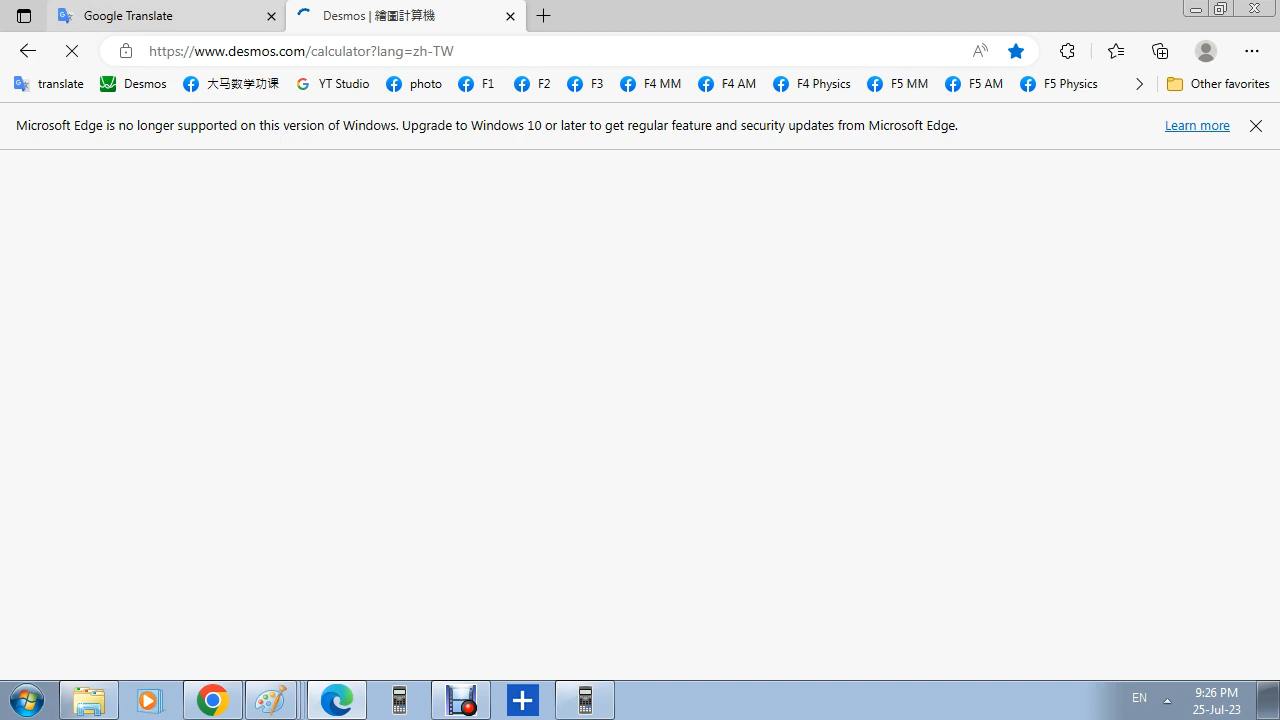 Google Translate
Desmos | 繪圖計算機
https://www.desmos.com/calculator?lang=zh-TW
translate Desmos 大马数学功课 YT Studio photo F1 F2 F3 F4 MM F4 AM F4 Physics F5 MM F5 AM F5 Physics Other favorites
Microsoft Edge is no longer supported on this version of Windows. Upgrade to Windows 10 or later to get regular feature and security updates from Microsoft Edge. Learn more
EN
9:26 PM
25-Jul-23